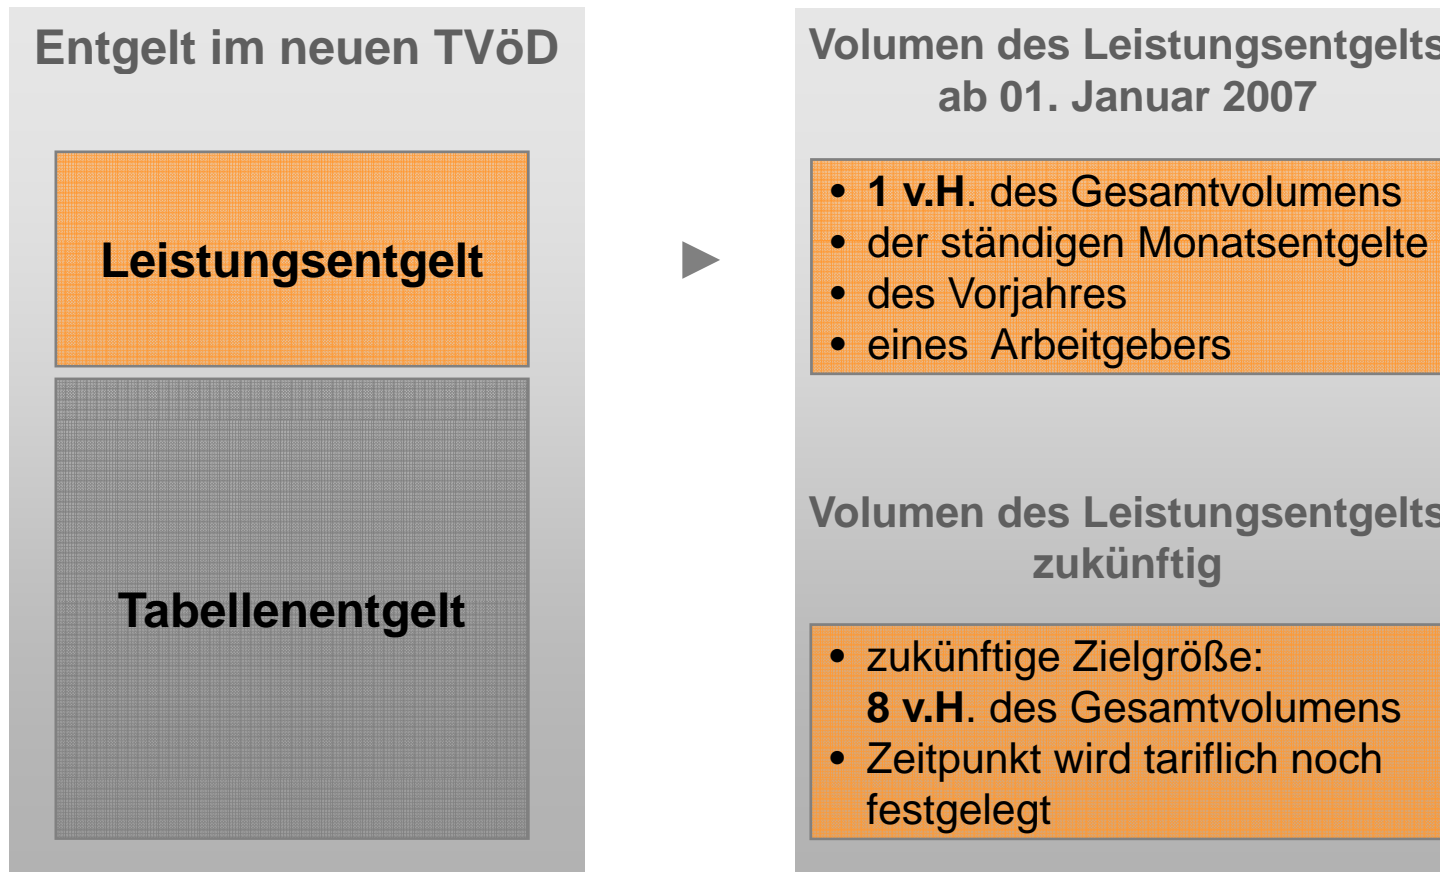 Entgelt im neuen TVöD
Leistungsentgelt
Tabellenentgelt
Volumen des Leistungsentgelts
ab 01. Januar 2007
• 1 v.H. des Gesamtvolumens
• der ständigen Monatsentgelte
• des Vorjahres
• eines  Arbeitgebers
Volumen des Leistungsentgelts
zukünftig
• zukünftige Zielgröße:
8 v.H. des Gesamtvolumens
• Zeitpunkt wird tariflich noch
festgelegt